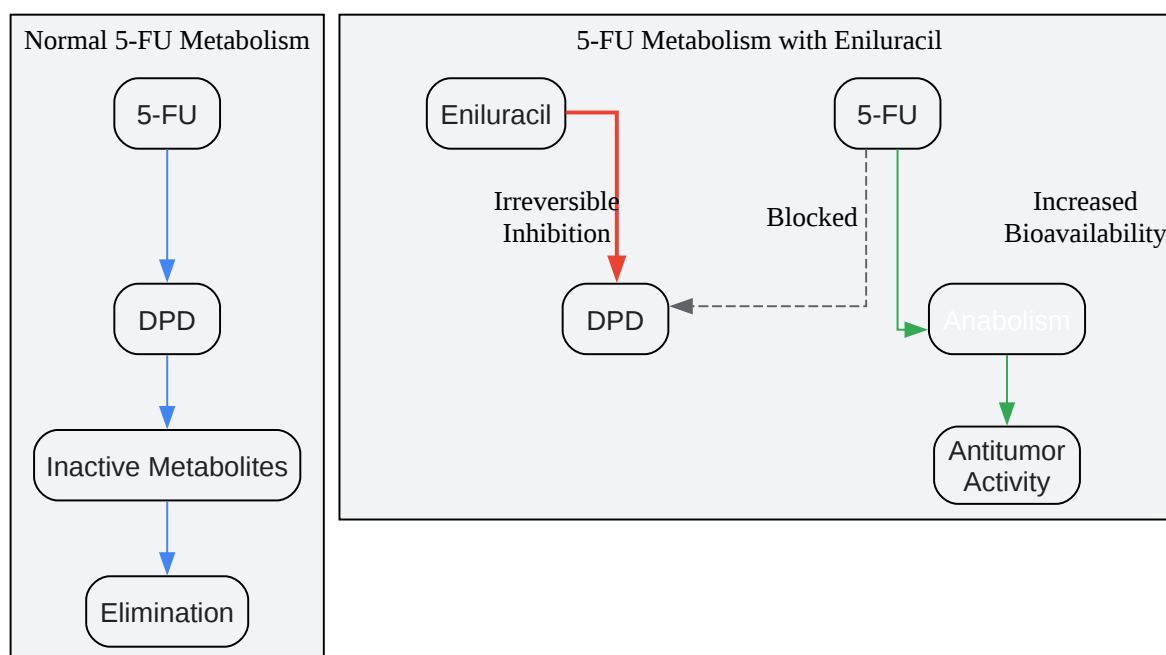 Normal 5-FU Metabolism
5-FU
DPD
Inactive Metabolites
Elimination
5-FU Metabolism with Eniluracil
Eniluracil
5-FU
Irreversible
Inhibition
Blocked
Increased
Bioavailability
DPD
Anabolism
Antitumor
Activity